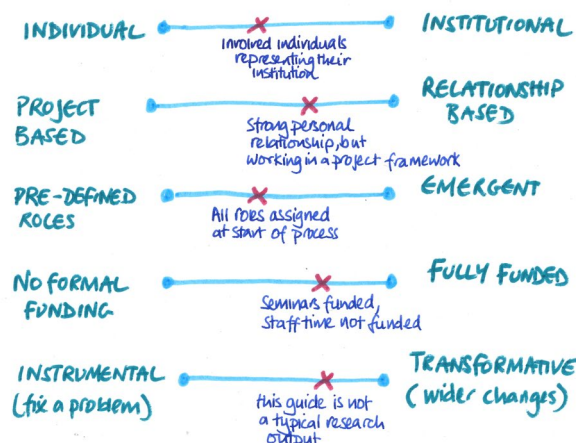 INDIVIDUAL
INSTITUTIONAL
involved individuals
representing their
institution
PROJECT
BASED
RELATIONSHIP
BASED
Strong personal
relationship, but
working in a project framework
PRE-DEFINED
ROLES
EMERGENT
All roles assigned
at start of process
NO FORMAL
FUNDING
FULLY FUNDED
Seminars funded,
Staff time not funded
INSTRUMENTAL
(fix a problem)
TRANSFORMATIVE
(wider changes)
this guide is not
a typical research
output